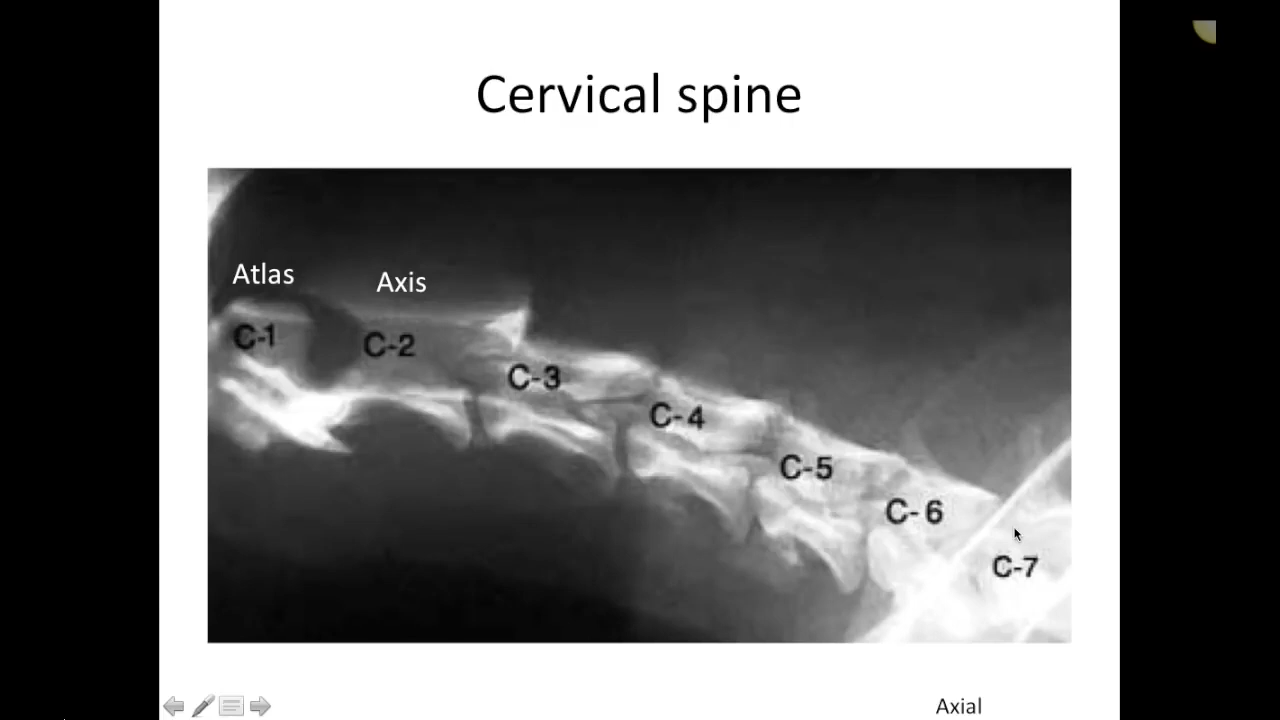 Cervical spine
Atlas
Axis
C-1
C-2
C-3
C-4
C-5
C-6
C-7
Axial